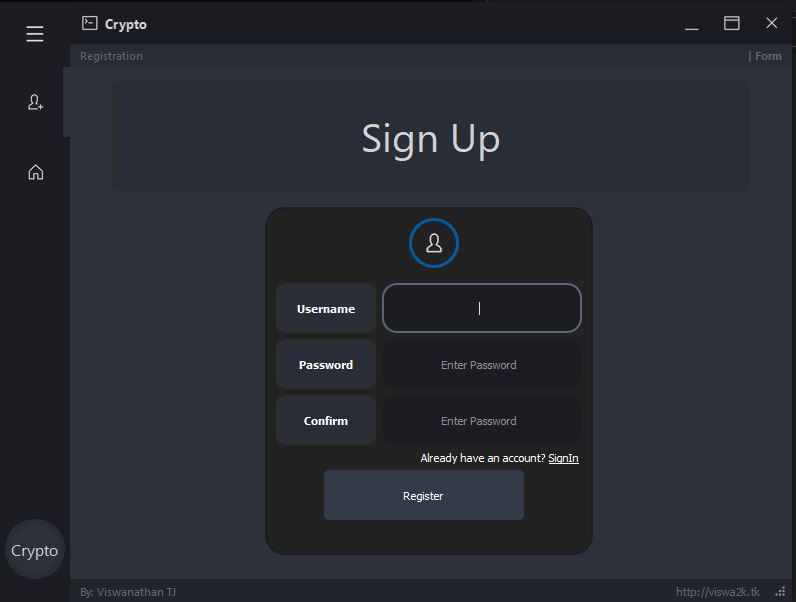 Crypto
Registration
| Form
Sign Up
Username
Password
Enter Password
Confirm
Enter Password
Already have an account? SignIn
Register
Crypto
By: Viswanathan TJ
http://viswa2k.tk